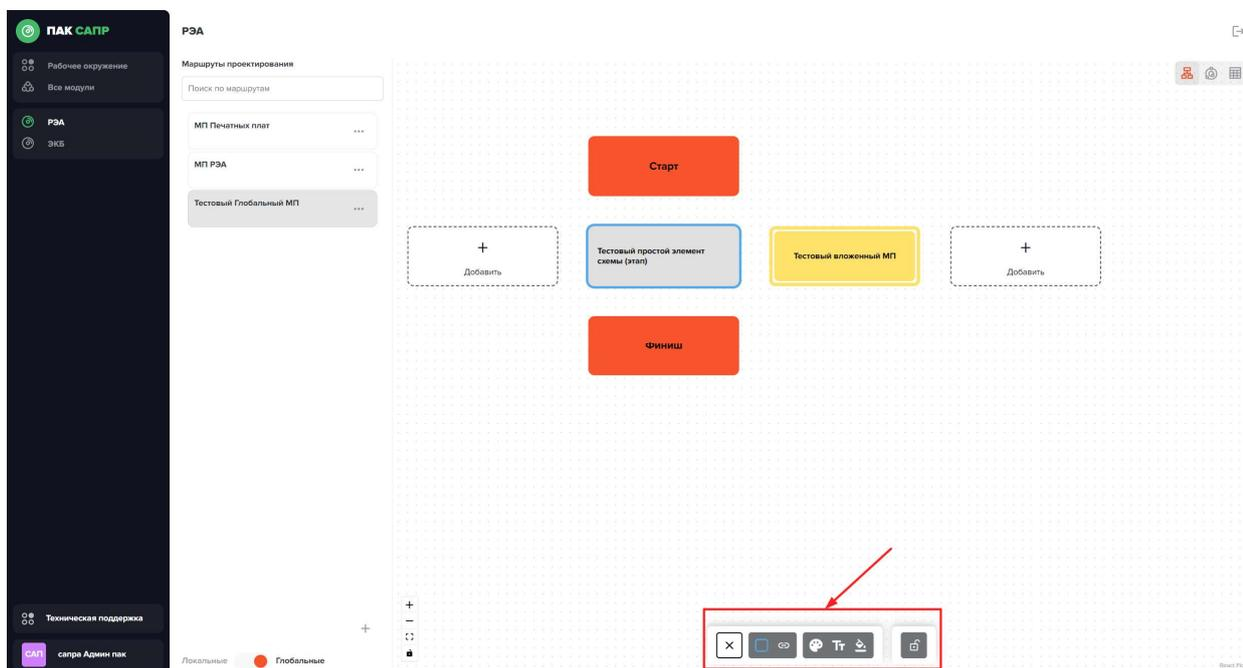 ПАК САПР
Рабочее окружение
Все модули
РЭА
ЭКБ
Техническая поддержка
САП
сапра Админ пак
РЭА
Маршруты проектирования
Поиск по маршрутам
МП Печатных плат
МП РЭА
Тестовый Глобальный МП
Локальные
Глобальные
Старт
Добавить
Тестовый простой элемент
схемы (этап)
Тестовый вложенный МП
Добавить
Финиш
Тт